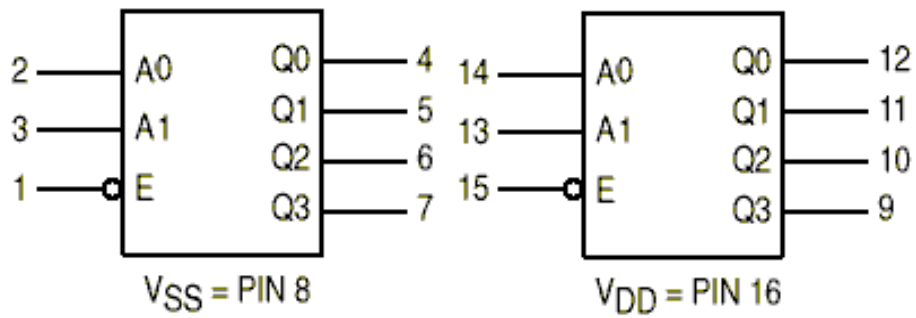 2 A0 Q0 4
3 A1 Q1 5
1 E Q2 6
Q3 7
VSS = PIN 8
14 A0 Q0 12
13 A1 Q1 11
15 E Q2 10
Q3 9
VDD = PIN 16